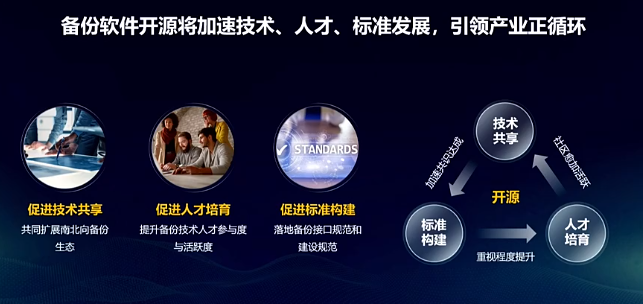 备份软件开源将加速技术、人才、标准发展，引领产业正循环
✓ STANDARDS
促进技术共享
共同扩展南北向备份
生态
促进人才培育
提升备份技术人才参与度
与活跃度
促进标准构建
落地备份接口规范和
建设规范
技术
共享
加速共识达成
社区愈加活跃
开源
标准
构建
人才
培育
重视程度提升